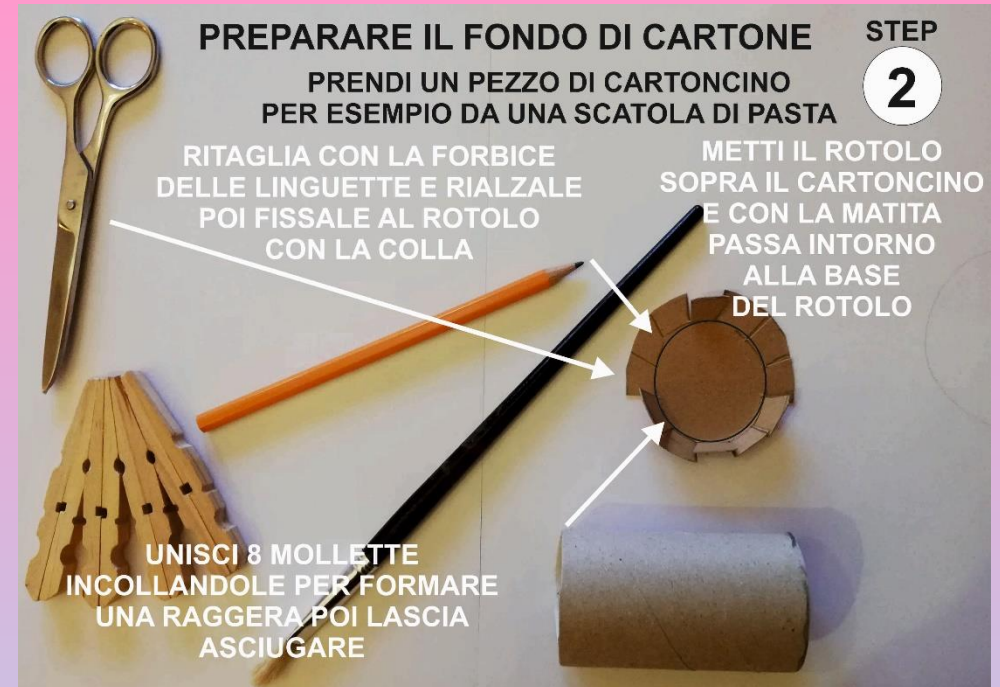 PREPARARE IL FONDO DI CARTONE
STEP
2
PRENDI UN PEZZO DI CARTONCINO
PER ESEMPIO DA UNA SCATOLA DI PASTA
RITAGLIA CON LA FORBICE
DELLE LINGUETTE E RIALZALE
POI FISSALE AL ROTOLO
CON LA COLLA
METTI IL ROTOLO
SOPRA IL CARTONCINO
E CON LA MATITA
PASSA INTORNO
ALLA BASE
DEL ROTOLO
UNISCI 8 MOLLETTE
INCOLLANDOLE PER FORMARE
UNA RAGGERA POI LASCIA
ASCIUGARE